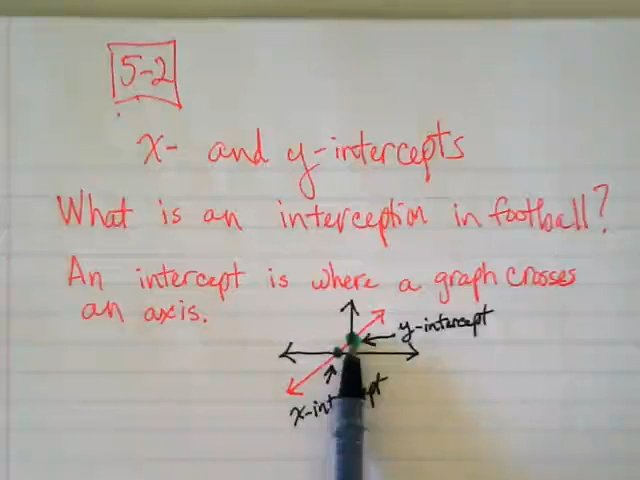 5-2
x- and y-intercepts
What is an interception in football?
An intercept is where a graph crosses
an axis.
y-intercept